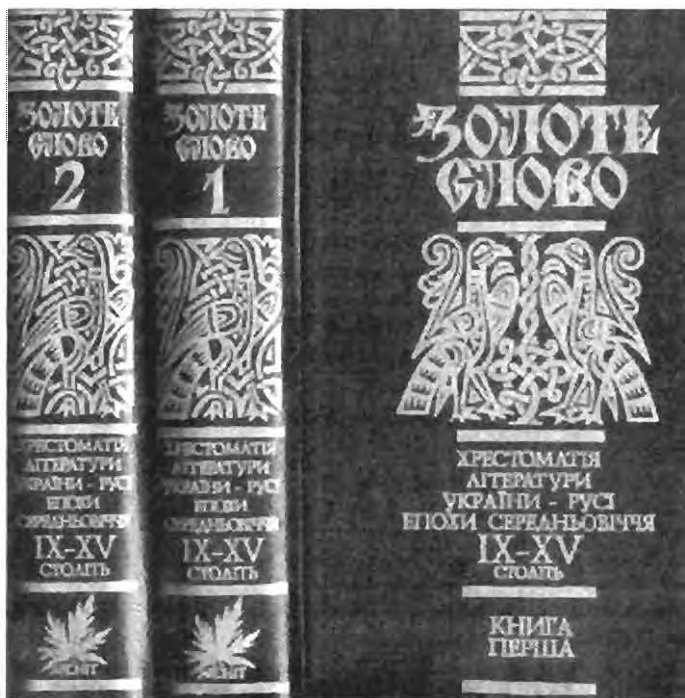 ЗОЛОТЕ
СЛОВО
2
ХРЕСТОМАТІЯ
ЛІТЕРАТУРИ
УКРАЇНИ - РУСІ
ЕПОХИ
СЕРЕДНЬОВІЧЧЯ
IX-XV
СТОЛІТЬ
ЗОЛОТЕ
СЛОВО
1
ХРЕСТОМАТІЯ
ЛІТЕРАТУРИ
УКРАЇНИ - РУСІ
ЕПОХИ
СЕРЕДНЬОВІЧЧЯ
IX-XV
СТОЛІТЬ
ЗОЛОТЕ
СЛОВО
ХРЕСТОМАТІЯ
ЛІТЕРАТУРИ
УКРАЇНИ - РУСІ
ЕПОХИ СЕРЕДНЬОВІЧЧЯ
IX-XV
СТОЛІТЬ
КНИГА
ПЕРША